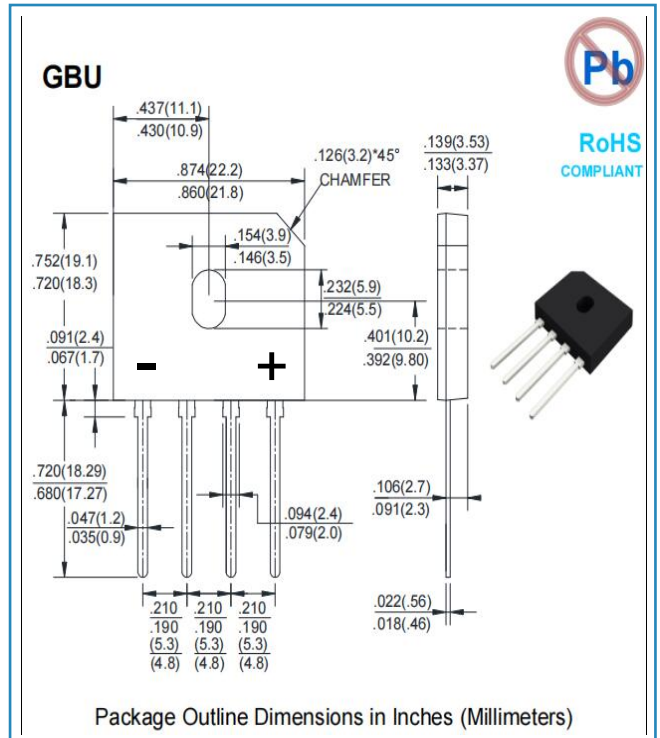 GBU
Pb
RoHS
COMPLIANT
.437(11.1)
.430(10.9)
.874(22.2)
.860(21.8)
.126(3.2)*45°
CHAMFER
.139(3.53)
.133(3.37)
.154(3.9)
.146(3.5)
.752(19.1)
.720(18.3)
.232(5.9)
.224(5.5)
.401(10.2)
.392(9.80)
.091(2.4)
.067(1.7)
- +
.720(18.29)
.680(17.27)
.047(1.2)
.035(0.9)
.094(2.4)
.079(2.0)
.106(2.7)
.091(2.3)
.022(.56)
.018(.46)
.210 .210 .210
.190 .190 .190
(5.3) (5.3) (5.3)
(4.8) (4.8) (4.8)
Package Outline Dimensions in Inches (Millimeters)